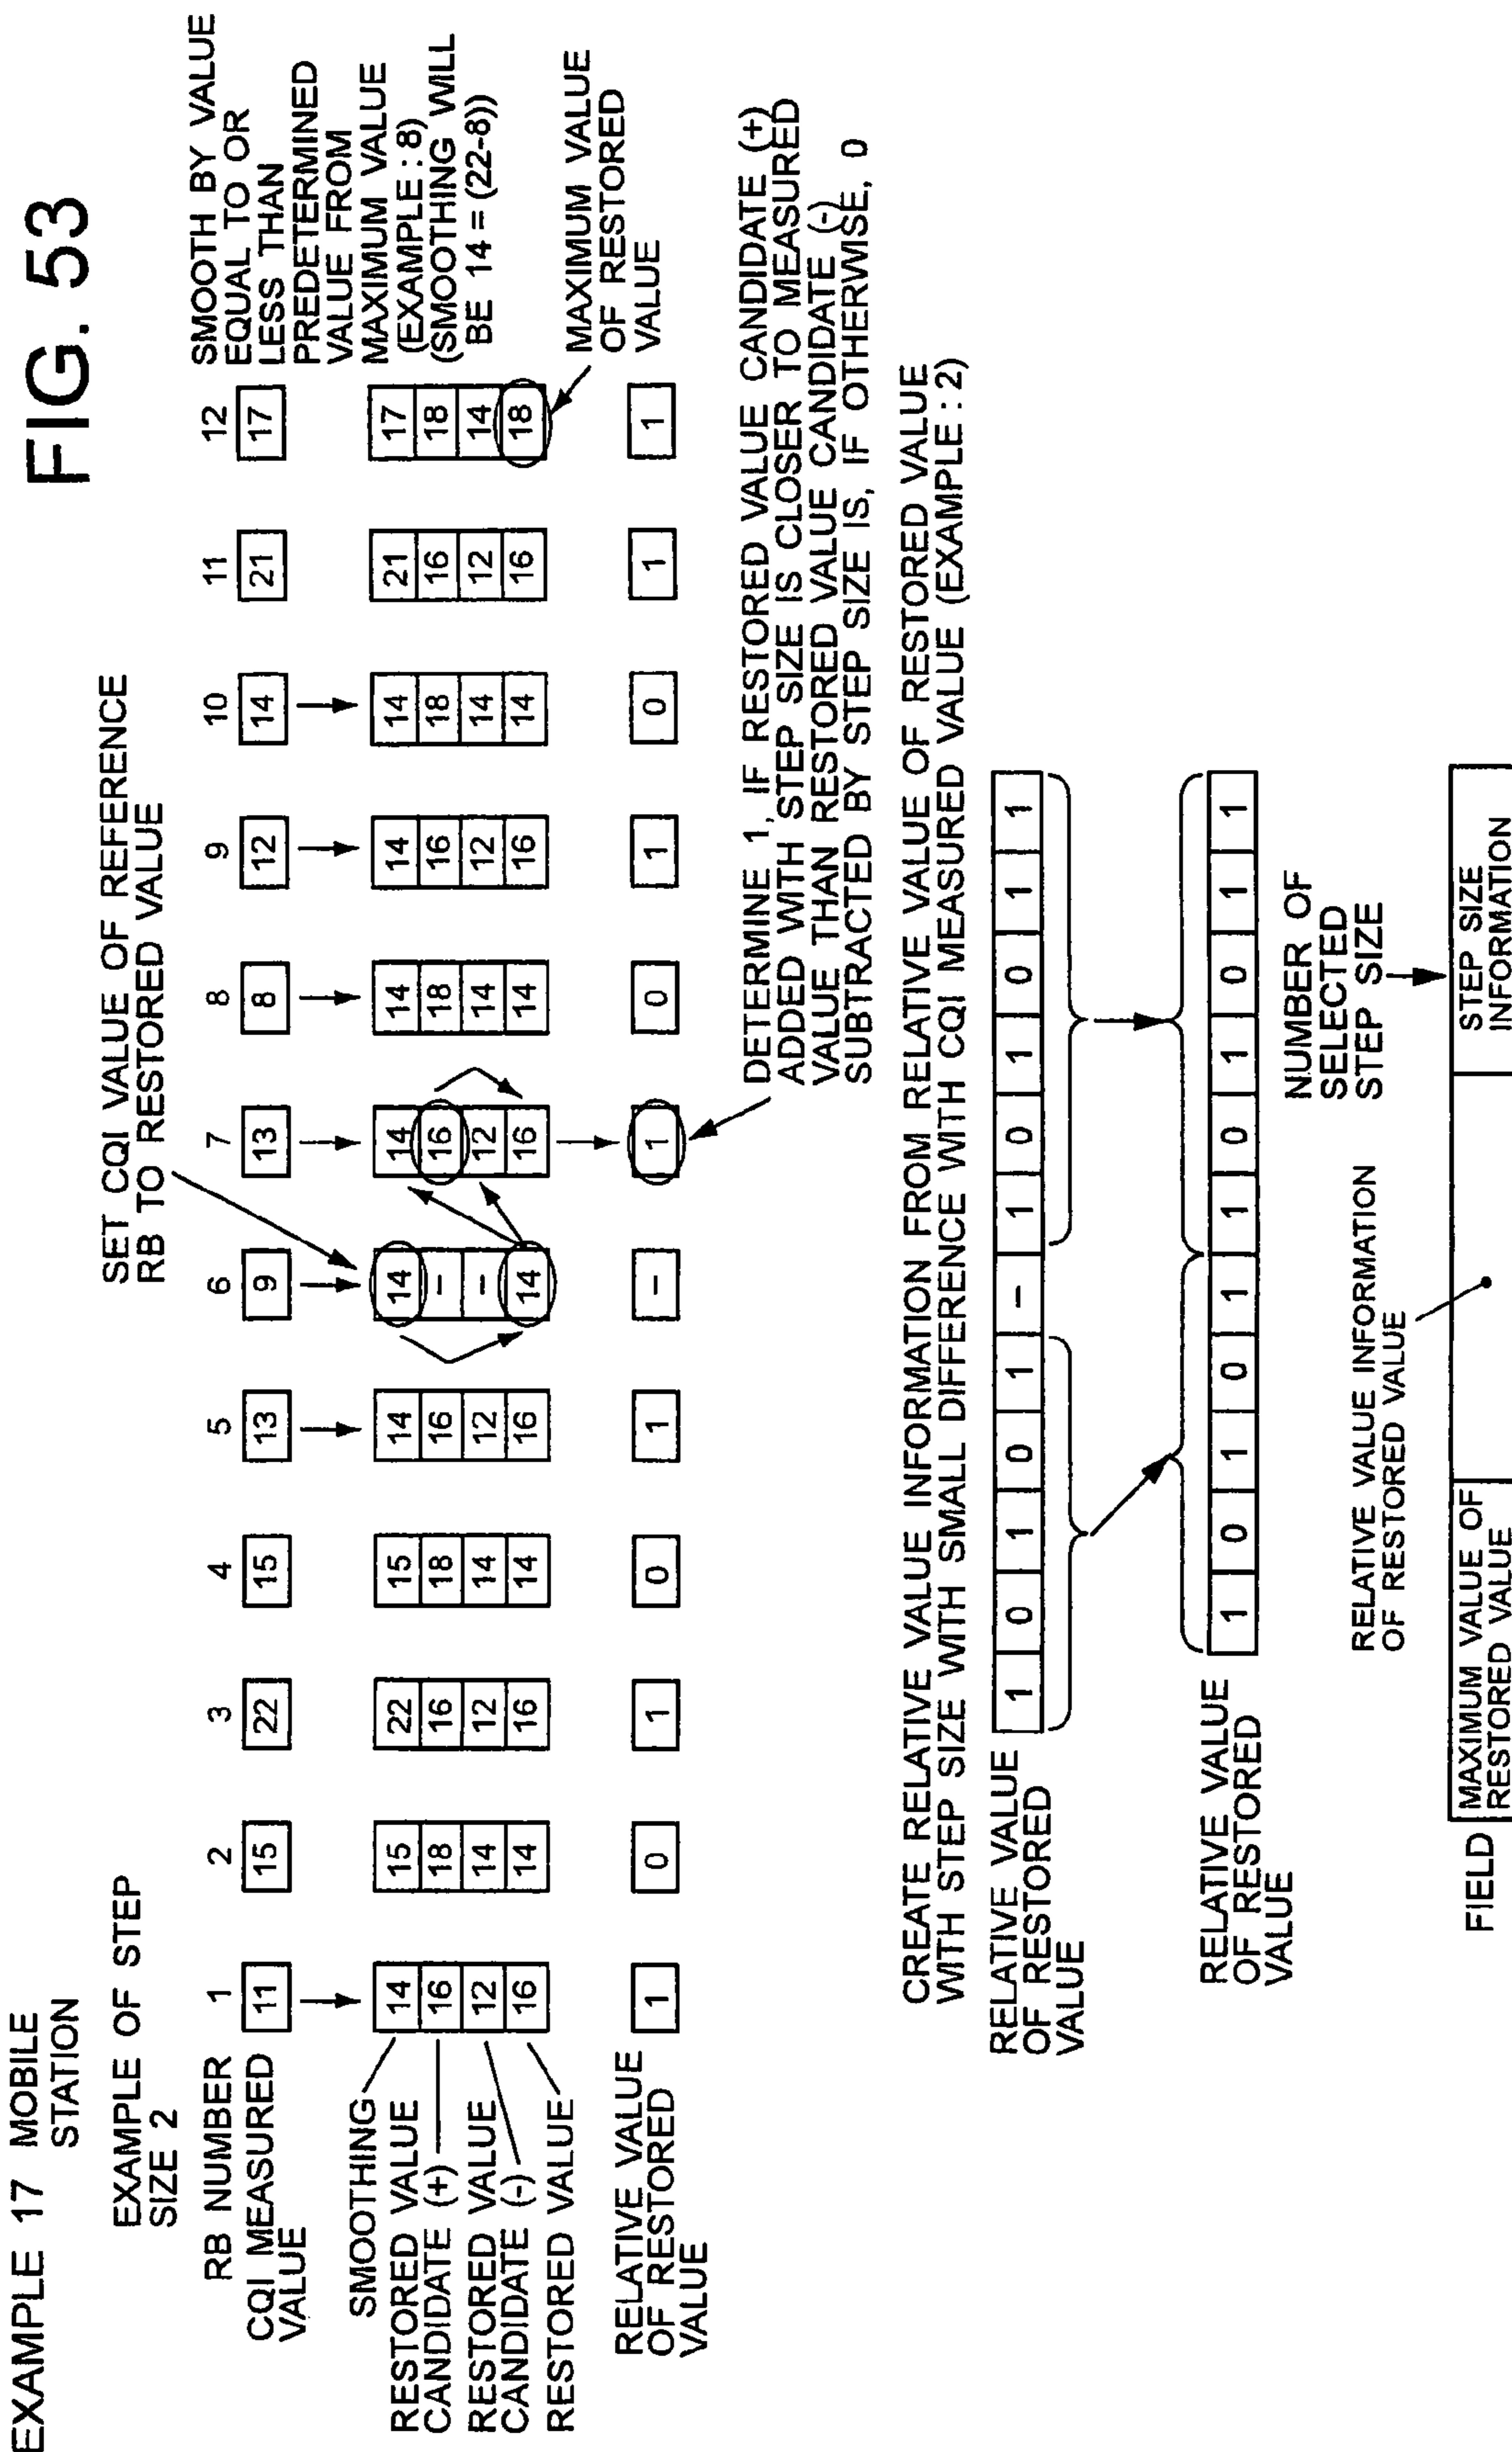 FIG. 53
EXAMPLE 17 MOBILE
STATION
EXAMPLE OF STEP
SIZE 2
SET CQI VALUE OF REFERENCE
RB TO RESTORED VALUE
RB NUMBER 1 2 3 4 5 6 7 8 9 10 11 12
CQI MEASURED
VALUE
11 15 22 15 13 9 13 8 12 14 21 17
SMOOTHING 14 15 22 15 14 14 14 14 14 14 21 17
RESTORED VALUE
CANDIDATE (+)
16 18 16 18 16 – 16 18 16 18 16 18
RESTORED VALUE
CANDIDATE (-)
12 14 12 14 12 – 12 14 12 14 12 14
RESTORED VALUE 16 14 16 14 16 14 16 14 16 14 16 18
RELATIVE VALUE
OF RESTORED
VALUE
1 0 1 0 1 – 1 0 1 0 1 1
SMOOTH BY VALUE
EQUAL TO OR
LESS THAN
PREDETERMINED
VALUE FROM
MAXIMUM VALUE
(EXAMPLE : 8)
(SMOOTHING WILL
BE 14 = (22-8))
MAXIMUM VALUE
OF RESTORED
VALUE
DETERMINE 1, IF RESTORED VALUE CANDIDATE (+)
ADDED WITH STEP SIZE IS CLOSER TO MEASURED
VALUE THAN RESTORED VALUE CANDIDATE (-)
SUBTRACTED BY STEP SIZE IS, IF OTHERWISE, 0
CREATE RELATIVE VALUE INFORMATION FROM RELATIVE VALUE OF RESTORED VALUE
WITH STEP SIZE WITH SMALL DIFFERENCE WITH CQI MEASURED VALUE (EXAMPLE : 2)
RELATIVE VALUE
OF RESTORED
VALUE
1 0 1 0 1 – 1 0 1 0 1 1
RELATIVE VALUE
OF RESTORED
VALUE
1 0 1 0 1 1 0 1 0 1 1
NUMBER OF
SELECTED
STEP SIZE
RELATIVE VALUE INFORMATION
OF RESTORED VALUE
FIELD
MAXIMUM VALUE OF
RESTORED VALUE
STEP SIZE
INFORMATION